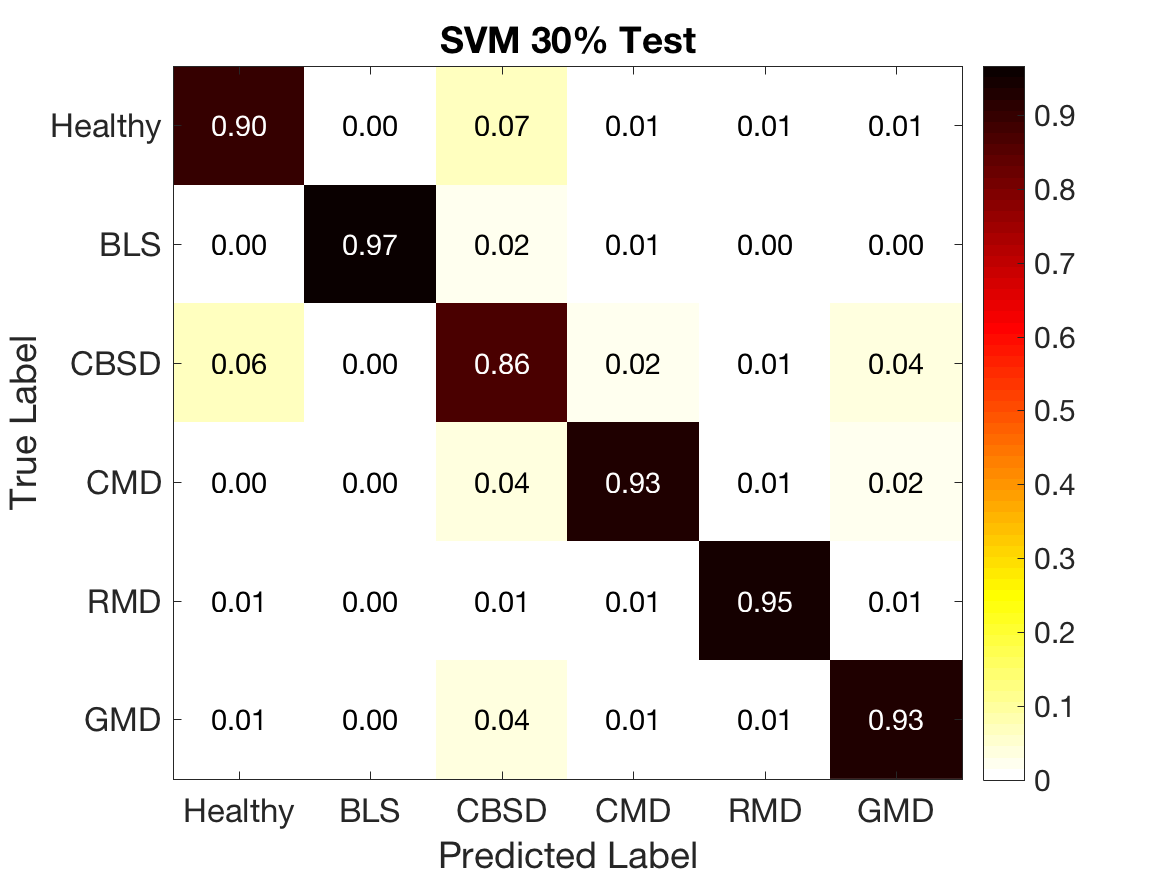 SVM 30% Test
Healthy 0.90 0.00 0.07 0.01 0.01 0.01
BLS 0.00 0.97 0.02 0.01 0.00 0.00
CBSD 0.06 0.00 0.86 0.02 0.01 0.04
CMD 0.00 0.00 0.04 0.93 0.01 0.02
RMD 0.01 0.00 0.01 0.01 0.95 0.01
GMD 0.01 0.00 0.04 0.01 0.01 0.93
Healthy BLS CBSD CMD RMD GMD
Predicted Label
True Label
0.9
0.8
0.7
0.6
0.5
0.4
0.3
0.2
0.1
0